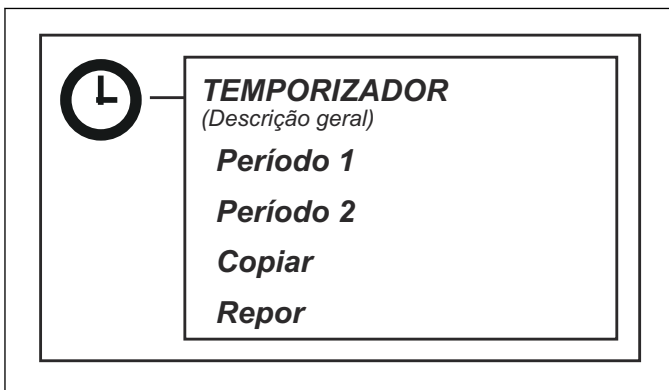 TEMPORIZADOR
(Descrição geral)
Período 1
Período 2
Copiar
Repor